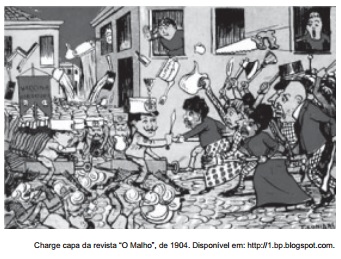 Charge capa da revista “O Malho”, de 1904. Disponível em: http://1.bp.blogspot.com.